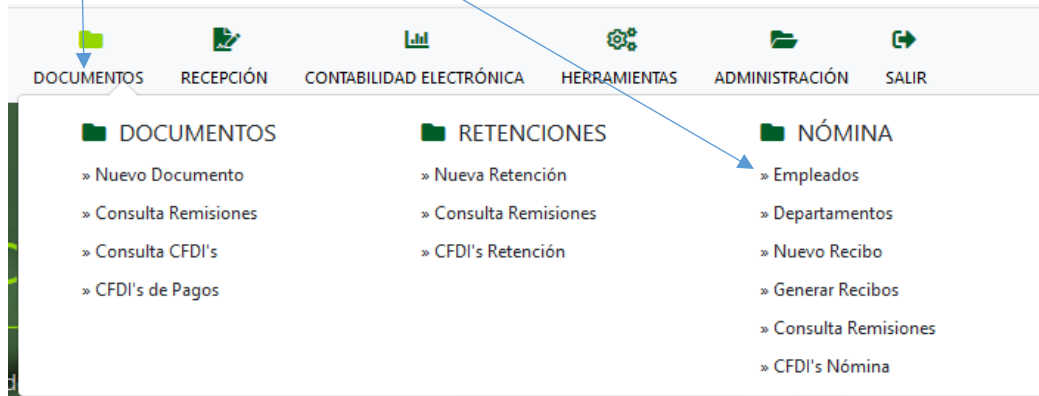 DOCUMENTOS RECEPCIÓN CONTABILIDAD ELECTRÓNICA HERRAMIENTAS ADMINISTRACIÓN SALIR
DOCUMENTOS
» Nuevo Documento
» Consulta Remisiones
» Consulta CFDI's
» CFDI's de Pagos
RETENCIONES
» Nueva Retención
» Consulta Remisiones
» CFDI's Retención
NÓMINA
» Empleados
» Departamentos
» Nuevo Recibo
» Generar Recibos
» Consulta Remisiones
» CFDI's Nómina